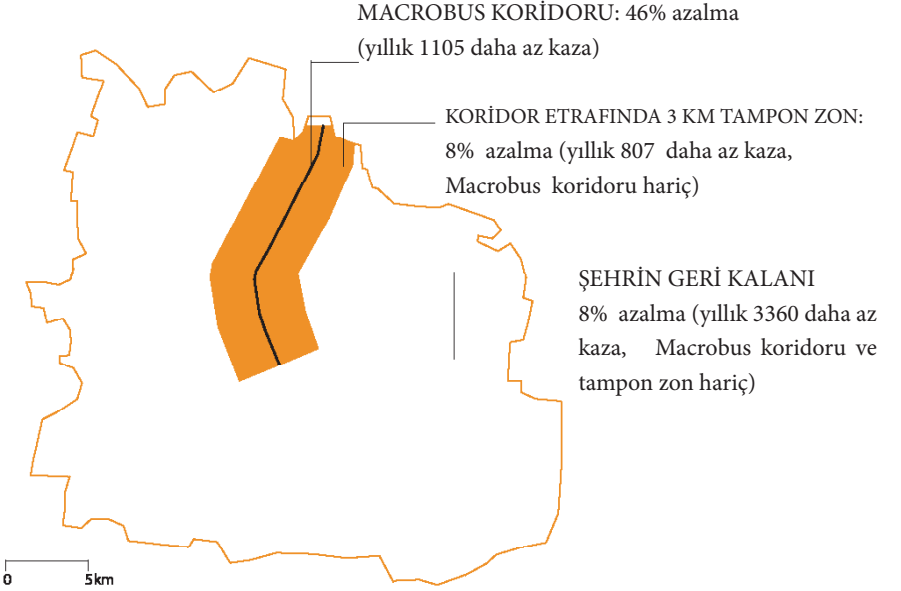 MACROBUS KORİDORU: 46% azalma
(yıllık 1105 daha az kaza)
KORİDOR ETRAFINDA 3 KM TAMPON ZON:
8% azalma (yıllık 807 daha az kaza,
Macrobus koridoru hariç)
ŞEHRİN GERİ KALANI
8% azalma (yıllık 3360 daha az
kaza, Macrobus koridoru ve
tampon zon hariç)
0 5km